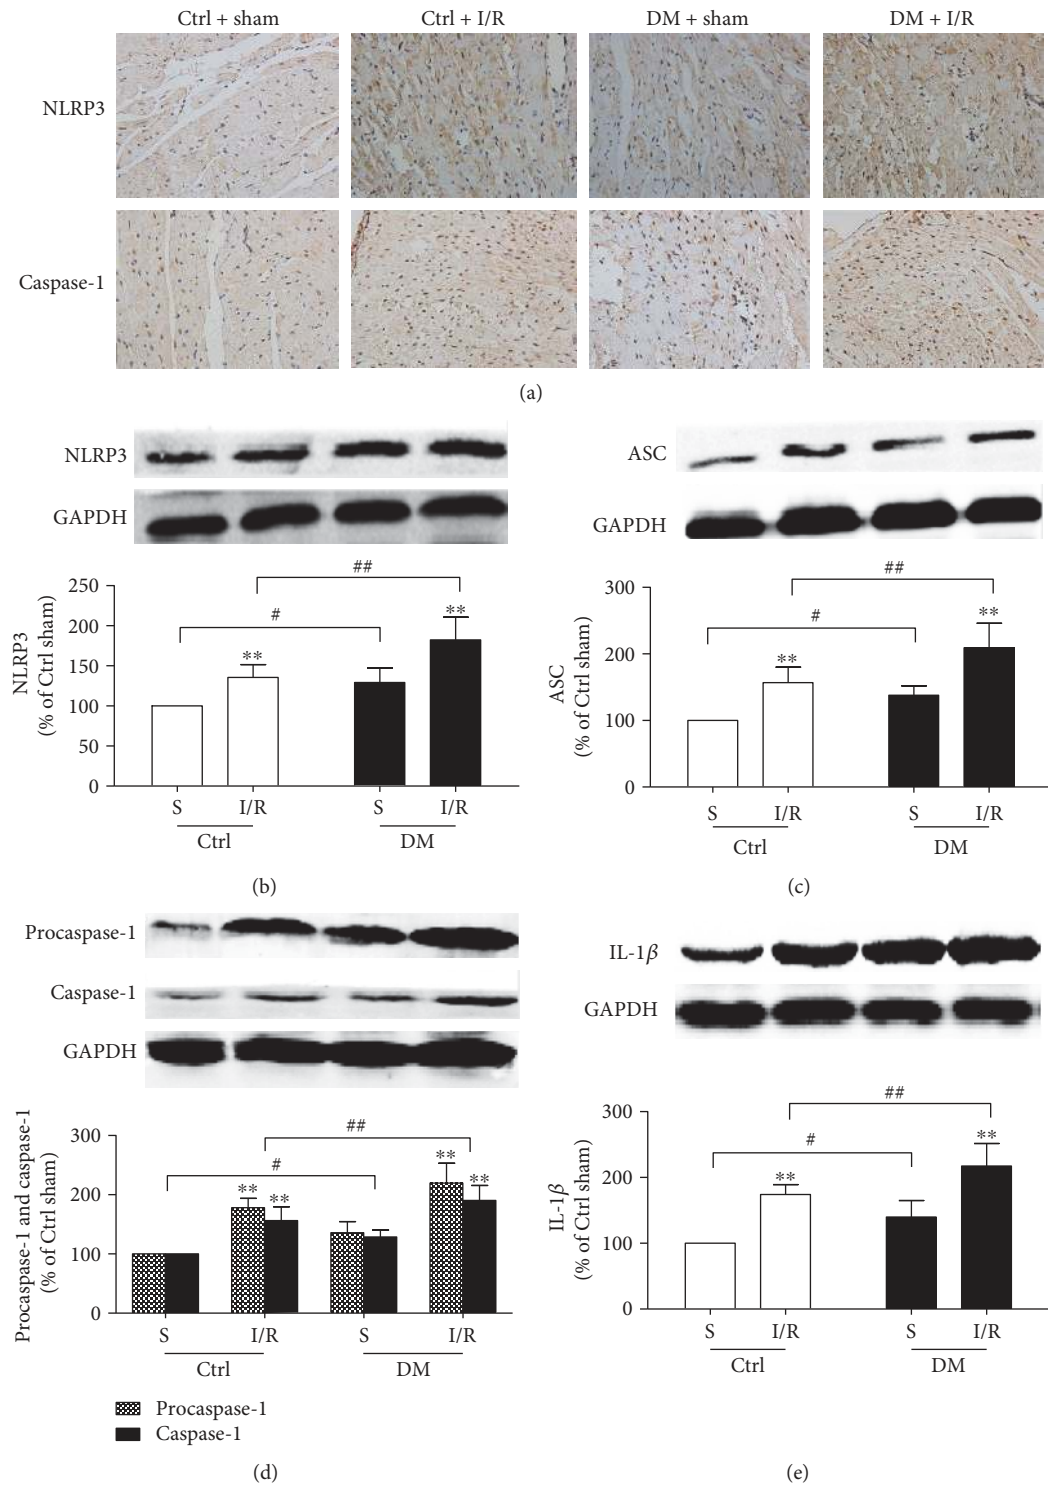 Ctrl + sham
Ctrl + I/R
DM + sham
DM + I/R
NLRP3
Caspase-1
(a)
NLRP3
GAPDH
NLRP3
(% of Ctrl sham)
250
200
150
100
50
0
##
#
**
**
S
I/R
S
I/R
Ctrl
DM
(b)
ASC
GAPDH
ASC
(% of Ctrl sham)
300
200
100
0
##
#
**
**
S
I/R
S
I/R
Ctrl
DM
(c)
Procaspase-1
Caspase-1
GAPDH
Procaspase-1 and caspase-1
(% of Ctrl sham)
300
200
100
0
##
#
**
**
**
**
S
I/R
S
I/R
Ctrl
DM
Procaspase-1
Caspase-1
(d)
IL-1β
GAPDH
IL-1β
(% of Ctrl sham)
300
200
100
0
##
#
**
**
S
I/R
S
I/R
Ctrl
DM
(e)